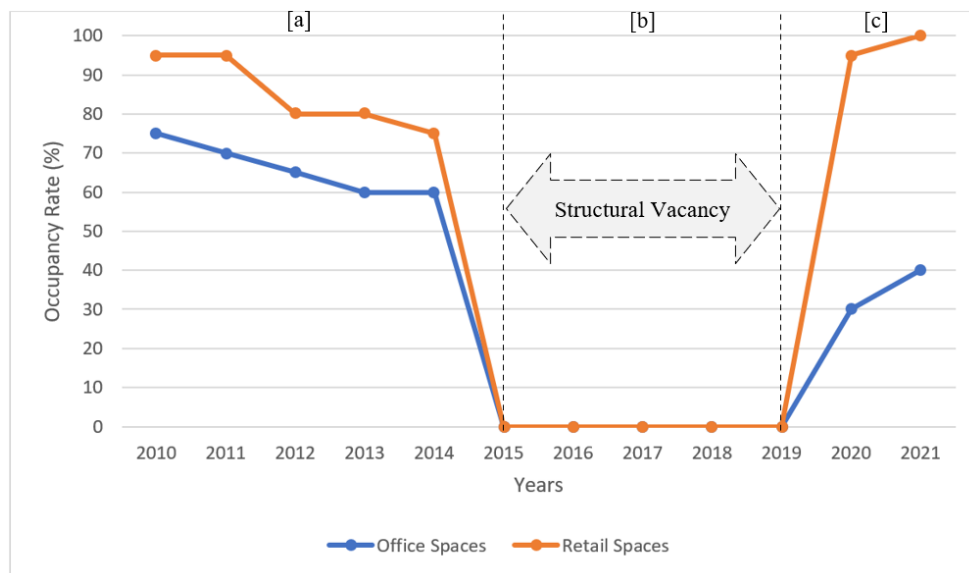 [a] [b] [c]
100
90
80
70
60
50
40
30
20
10
0
Occupancy Rate (%)
Structural Vacancy
2010 2011 2012 2013 2014 2015 2016 2017 2018 2019 2020 2021
Years
Office Spaces Retail Spaces